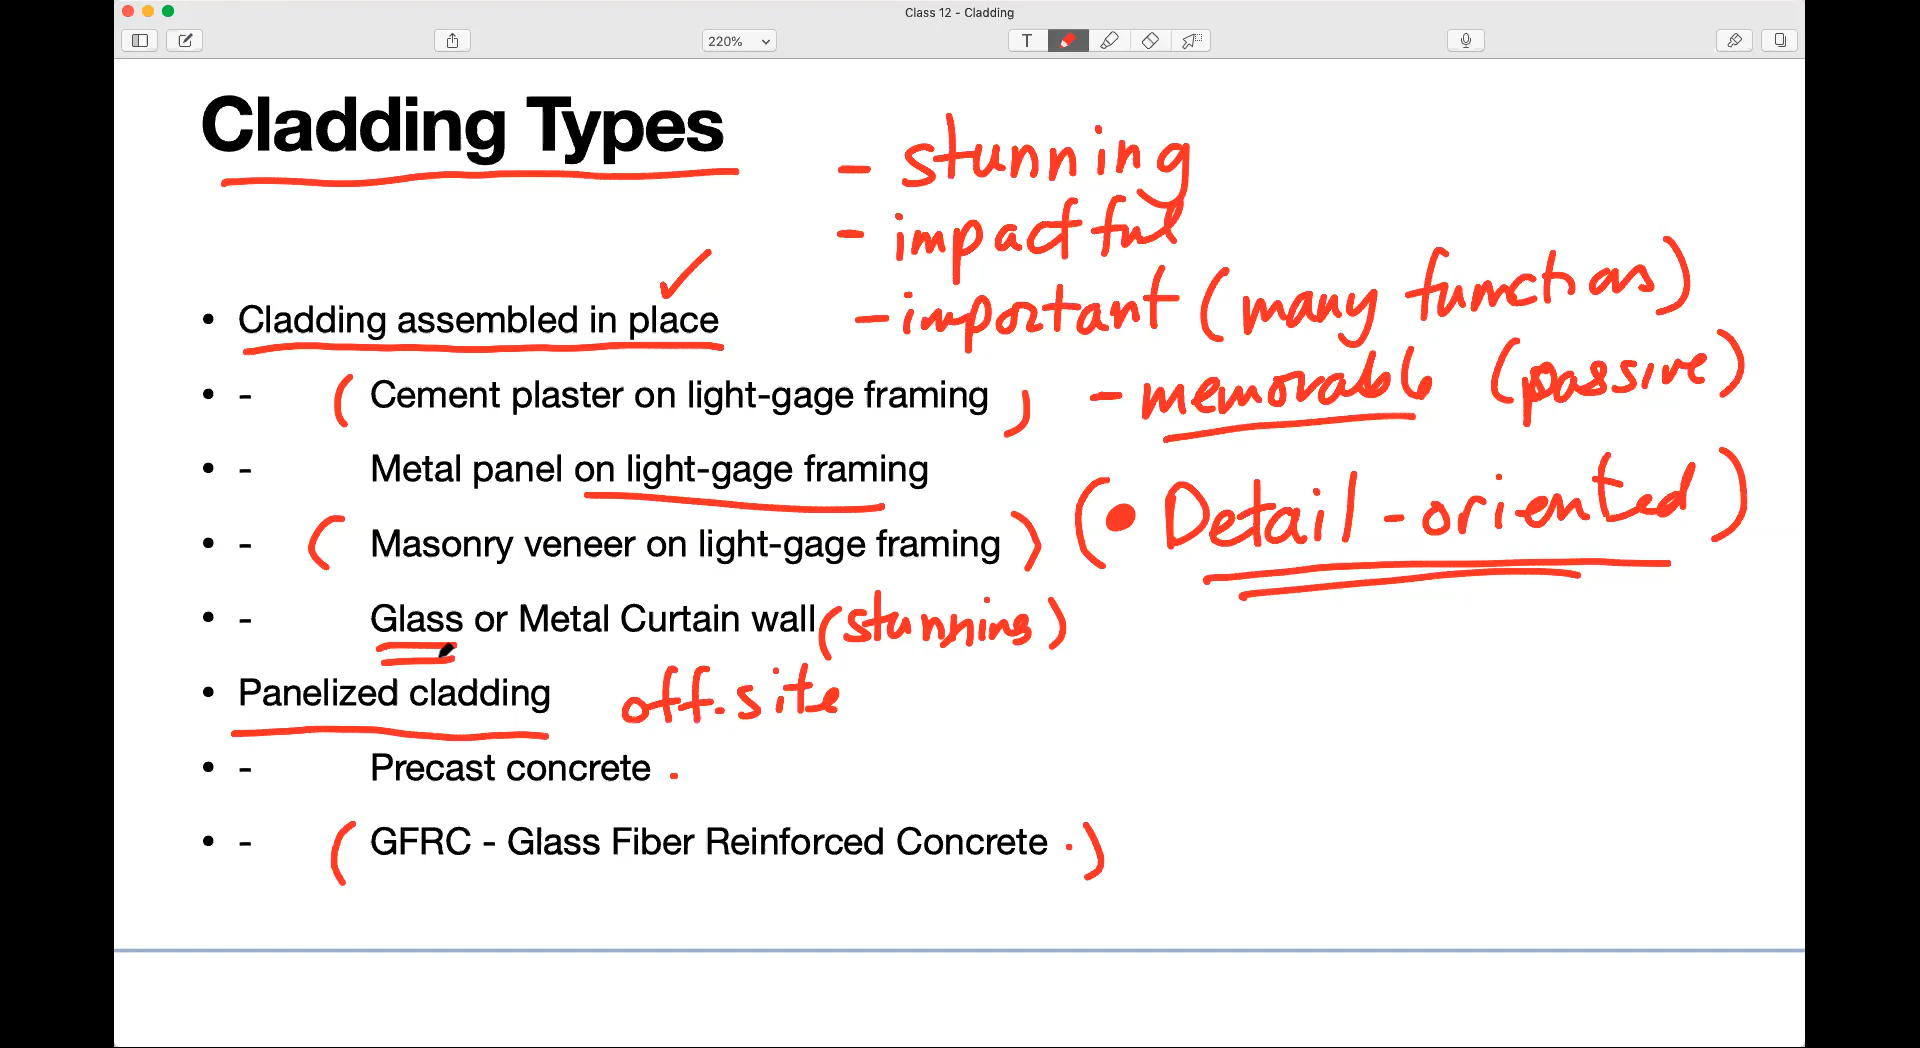 Class 12 - Cladding
220%
T
Cladding Types
- stunning
- impactful
- important (many functions)
• Cladding assembled in place
• - ( Cement plaster on light-gage framing )
- memorable (passive)
• - Metal panel on light-gage framing
(• Detail-oriented)
• - ( Masonry veneer on light-gage framing )
• - Glass or Metal Curtain wall (stunning)
• Panelized cladding off.site
• - Precast concrete .
• - ( GFRC - Glass Fiber Reinforced Concrete . )